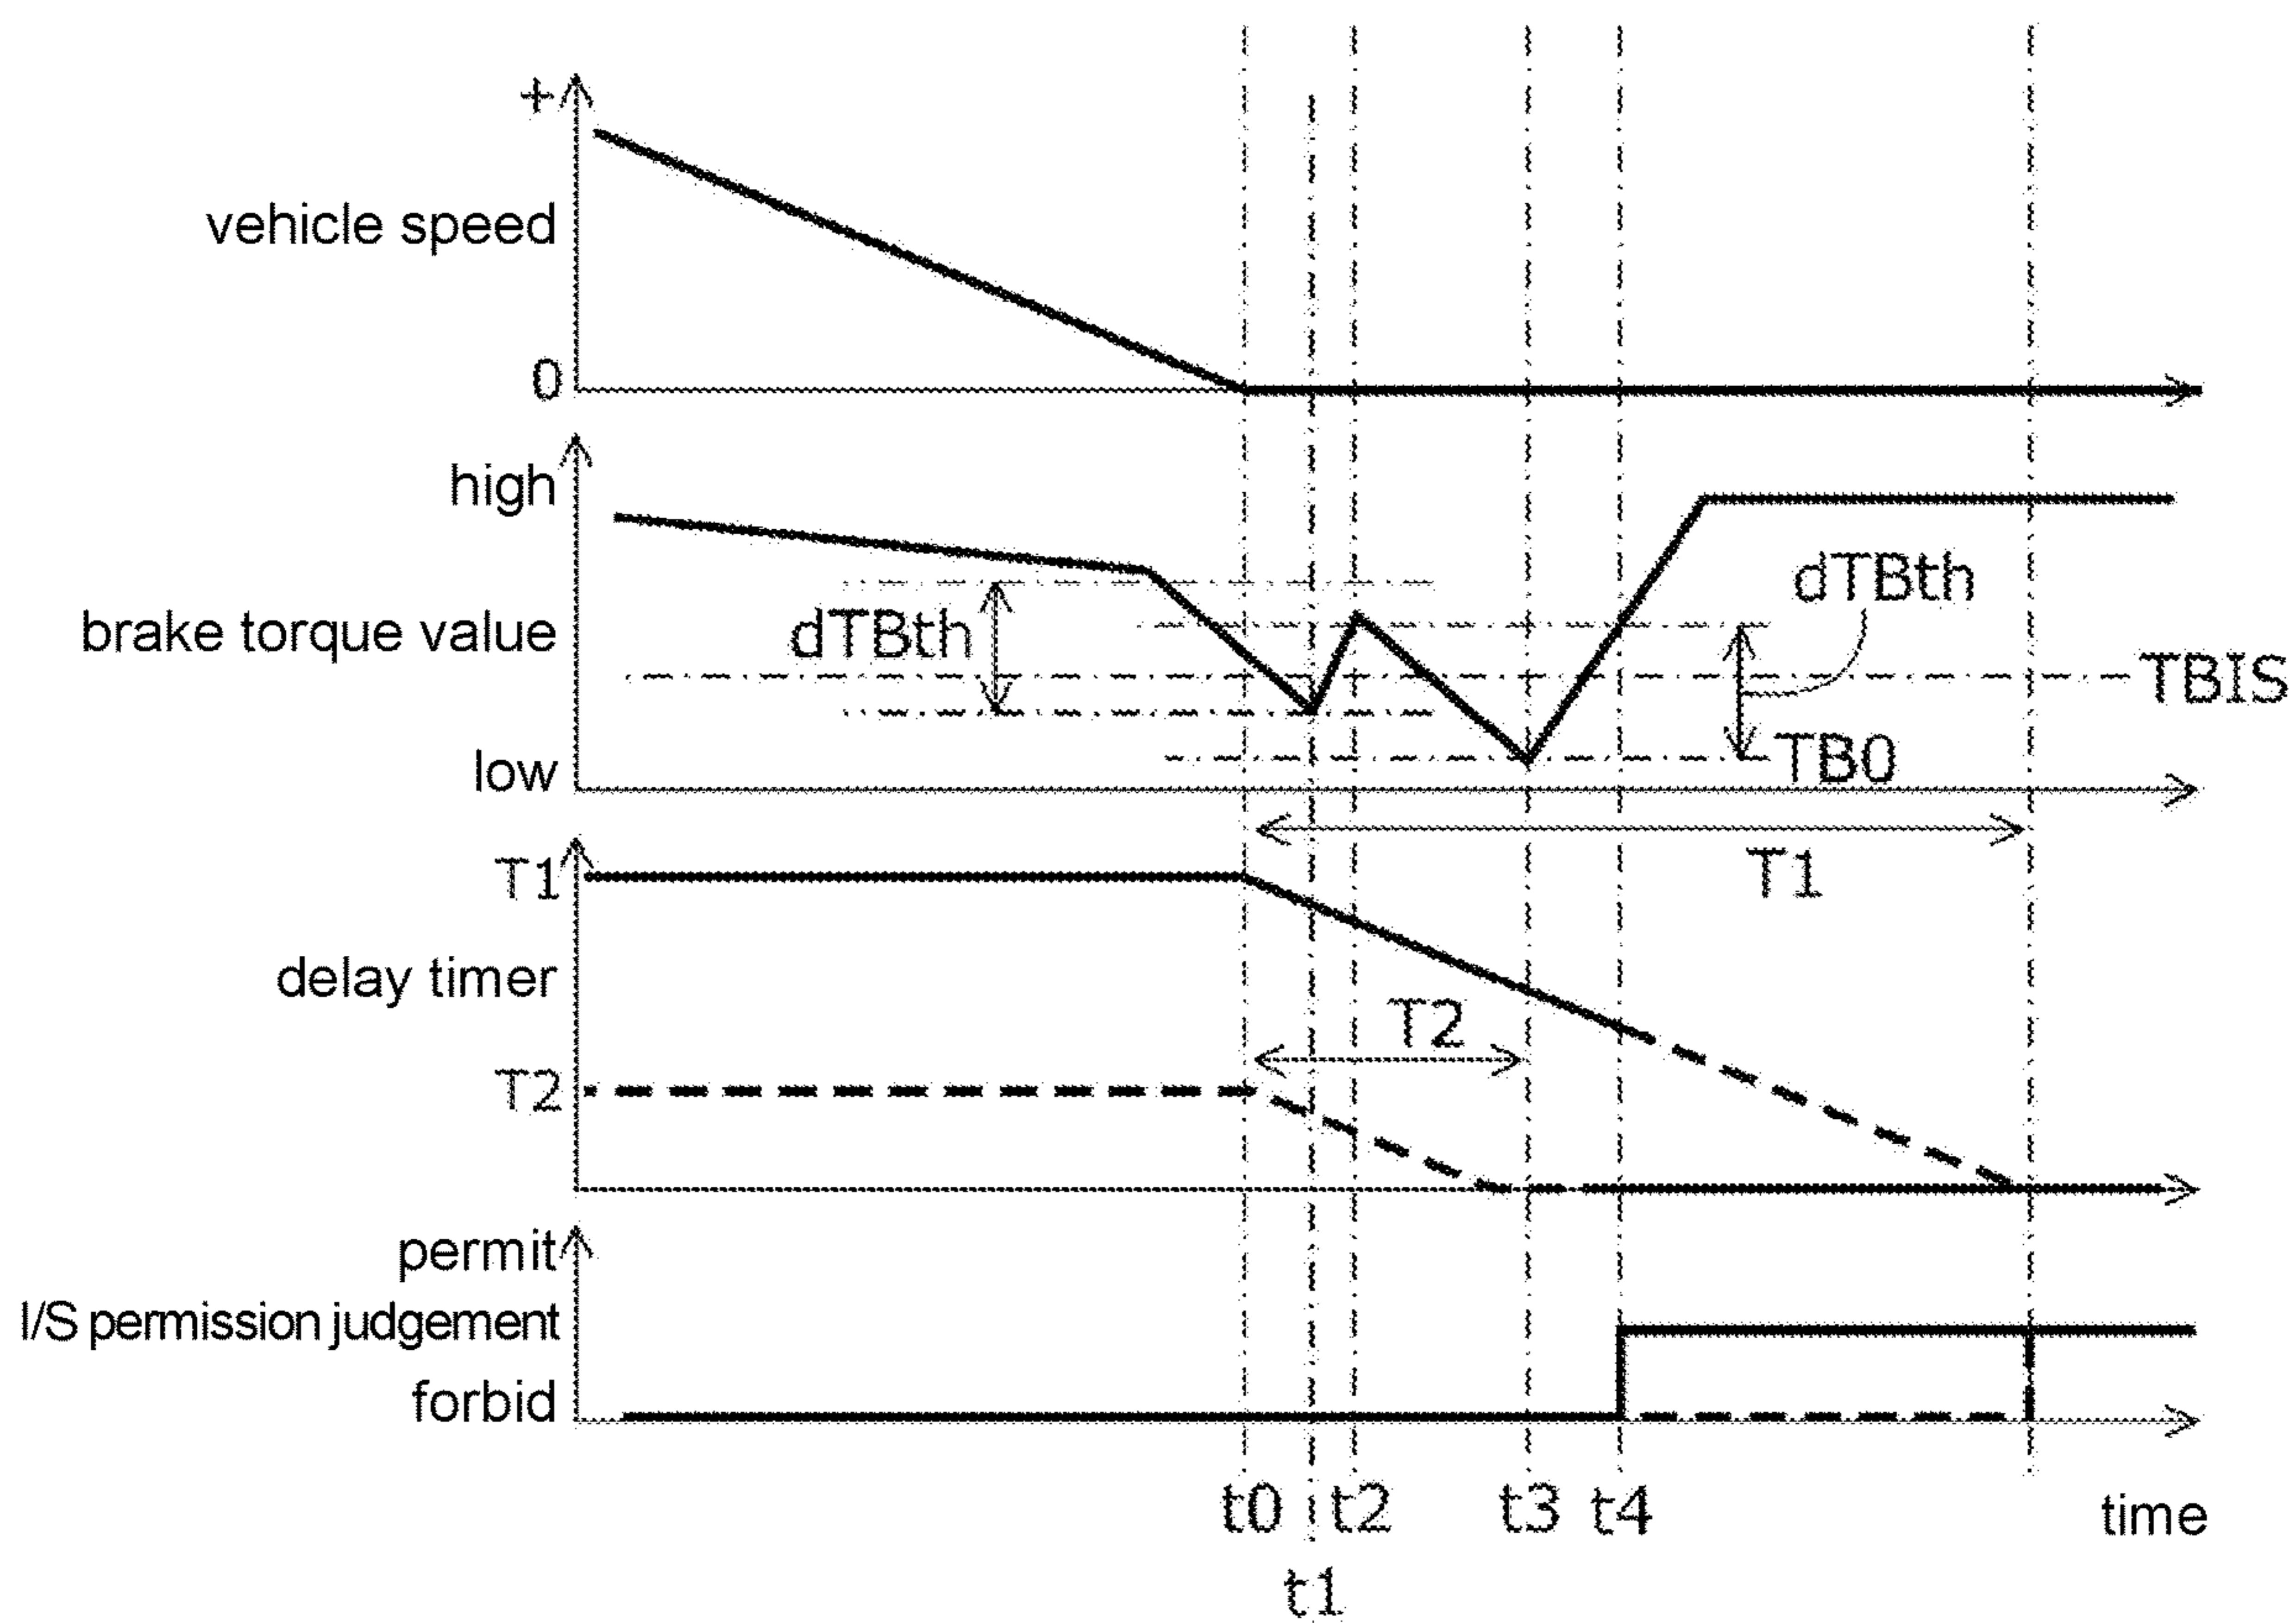 +
vehicle speed
0
high
dTBth
brake torque value
dTBth
TBIS
low
TB0
T1
T1
delay timer
T2
T2
permit
I/S permission judgement
forbid
t0
t2
t3
t4
time
t1